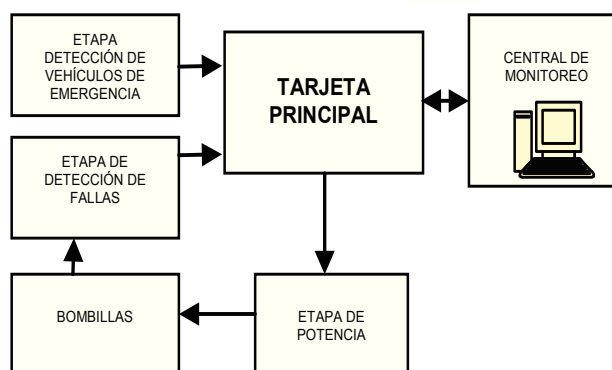 ETAPA
DETECCIÓN DE
VEHÍCULOS DE
EMERGENCIA
TARJETA
PRINCIPAL
CENTRAL DE
MONITOREO
ETAPA DE
DETECCIÓN DE
FALLAS
BOMBILLAS
ETAPA DE
POTENCIA